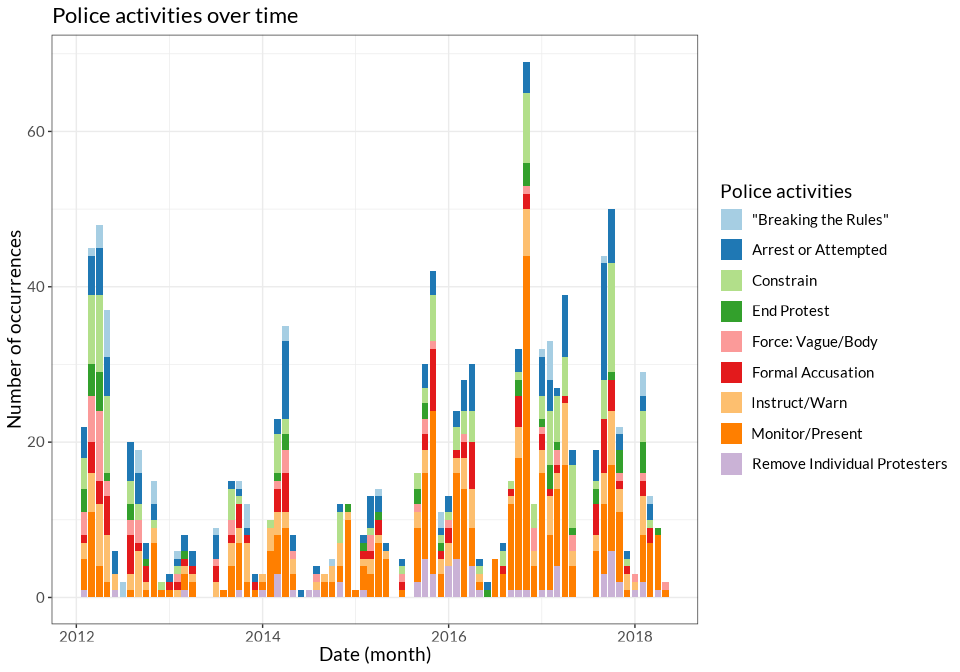 Police activities over time
Number of occurrences
60
40
20
0
2012
2014
2016
2018
Date (month)
Police activities
"Breaking the Rules"
Arrest or Attempted
Constrain
End Protest
Force: Vague/Body
Formal Accusation
Instruct/Warn
Monitor/Present
Remove Individual Protesters